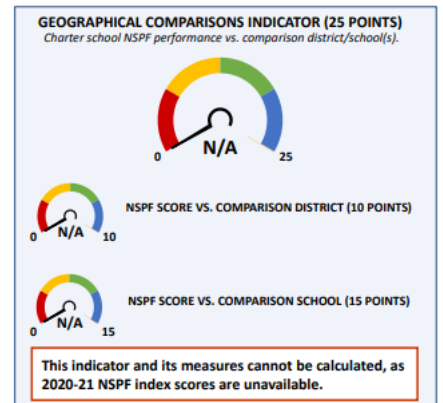 GEOGRAPHICAL COMPARISONS INDICATOR (25 POINTS)
Charter school NSPF performance vs. comparison district/school(s).
N/A
0
25
NSPF SCORE VS. COMPARISON DISTRICT (10 POINTS)
N/A
0
10
NSPF SCORE VS. COMPARISON SCHOOL (15 POINTS)
N/A
0
15
This indicator and its measures cannot be calculated, as
2020-21 NSPF index scores are unavailable.